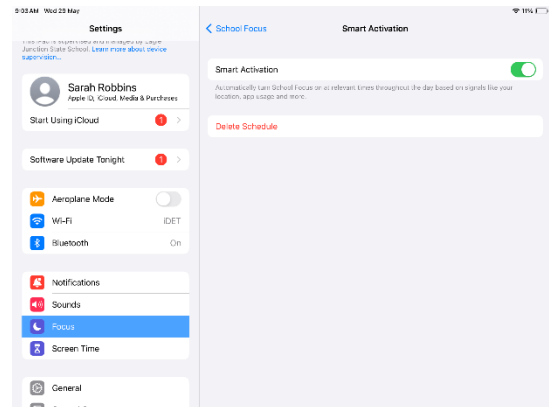 9:03 AM Wed 29 May
11%
Settings
This iPad is supervised and managed by Eagle
Junction State School. Learn more about device
supervision...
Sarah Robbins
Apple ID, iCloud, Media & Purchases
Start Using iCloud 1
Software Update Tonight 1
Aeroplane Mode
Wi-Fi iDET
Bluetooth On
Notifications
Sounds
Focus
Screen Time
General
School Focus
Smart Activation
Smart Activation
Automatically turn School Focus on at relevant times throughout the day based on signals like your
location, app usage and more.
Delete Schedule